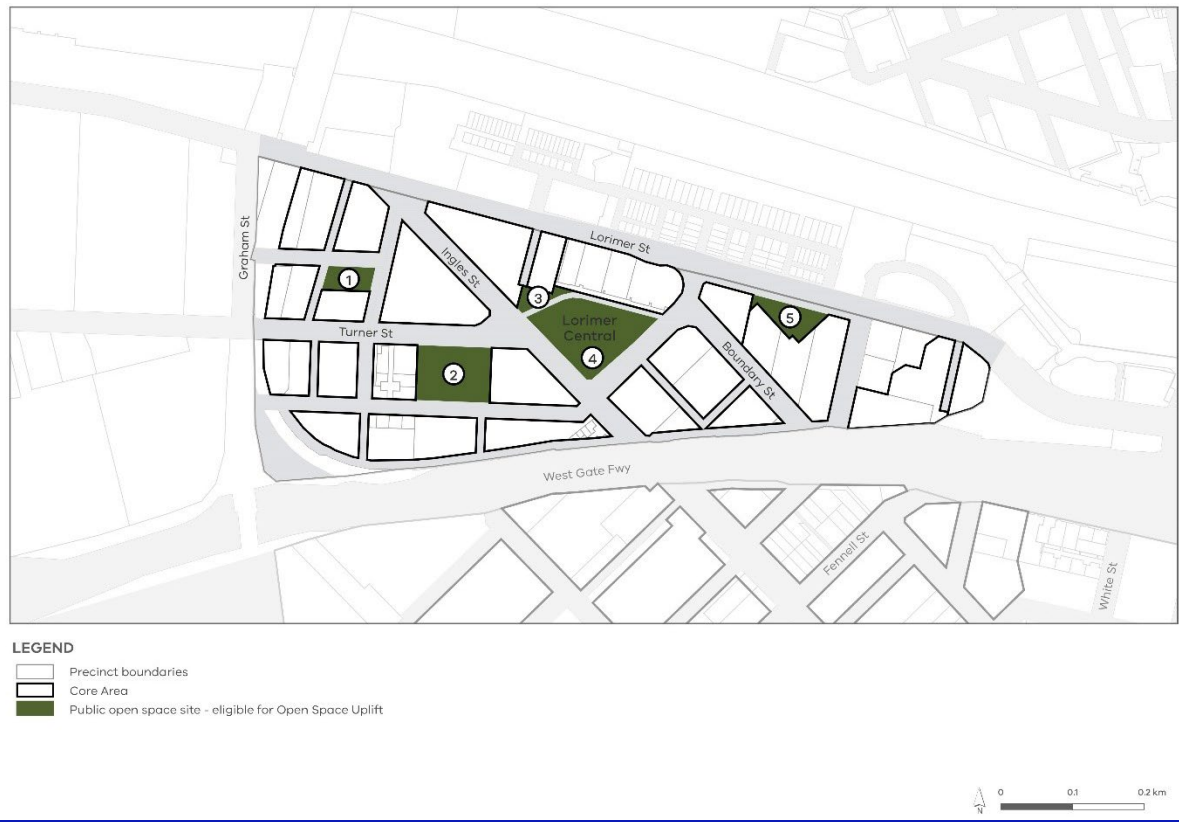 Lorimer St
Graham St
Ingles St
1
3
Lorimer
Central
5
Turner St
4
2
Boundary St
West Gate Fwy
Fennell St
White St
LEGEND
Precinct boundaries
Core Area
Public open space site - eligible for Open Space Uplift
N
0
0.1
0.2 km